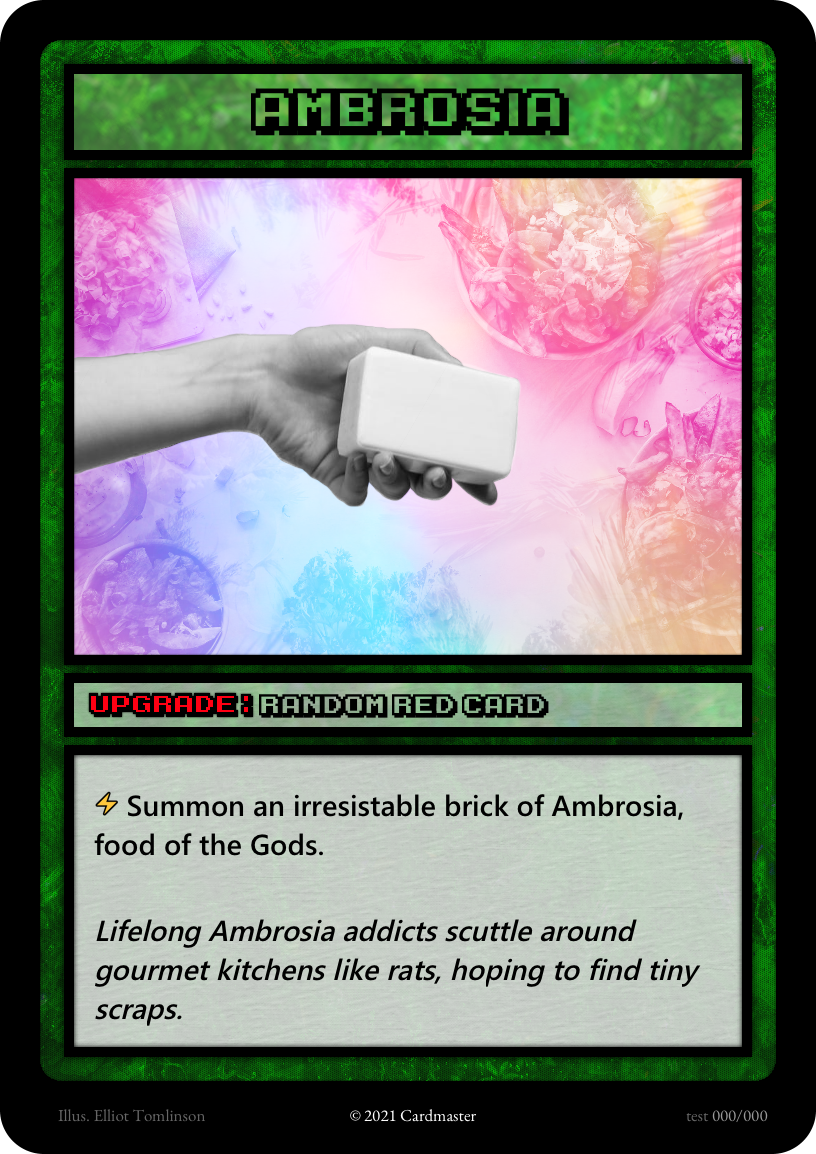 AMBROSIA
UPGRADE: RANDOM RED CARD
⚡ Summon an irresistable brick of Ambrosia,
food of the Gods.
Lifelong Ambrosia addicts scuttle around
gourmet kitchens like rats, hoping to find tiny
scraps.
Illus. Elliot Tomlinson © 2021 Cardmaster test 000/000